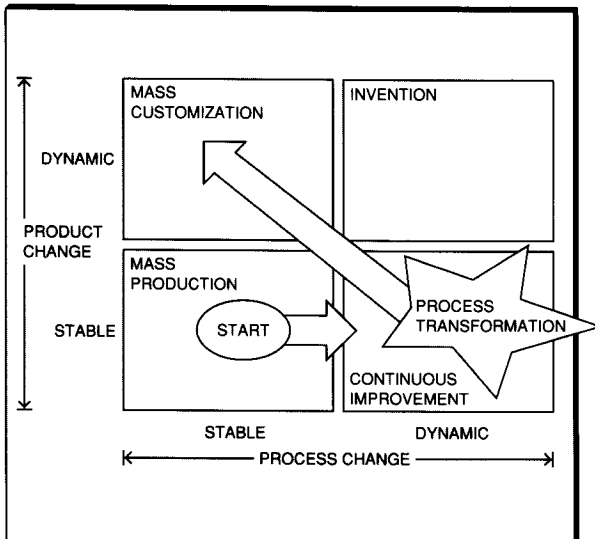 MASS
CUSTOMIZATION
INVENTION
DYNAMIC
PRODUCT
CHANGE
MASS
PRODUCTION
START
PROCESS
TRANSFORMATION
STABLE
CONTINUOUS
IMPROVEMENT
STABLE
DYNAMIC
PROCESS CHANGE